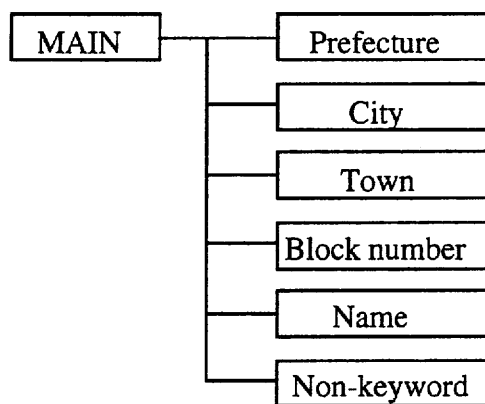 MAIN
Prefecture
City
Town
Block number
Name
Non-keyword